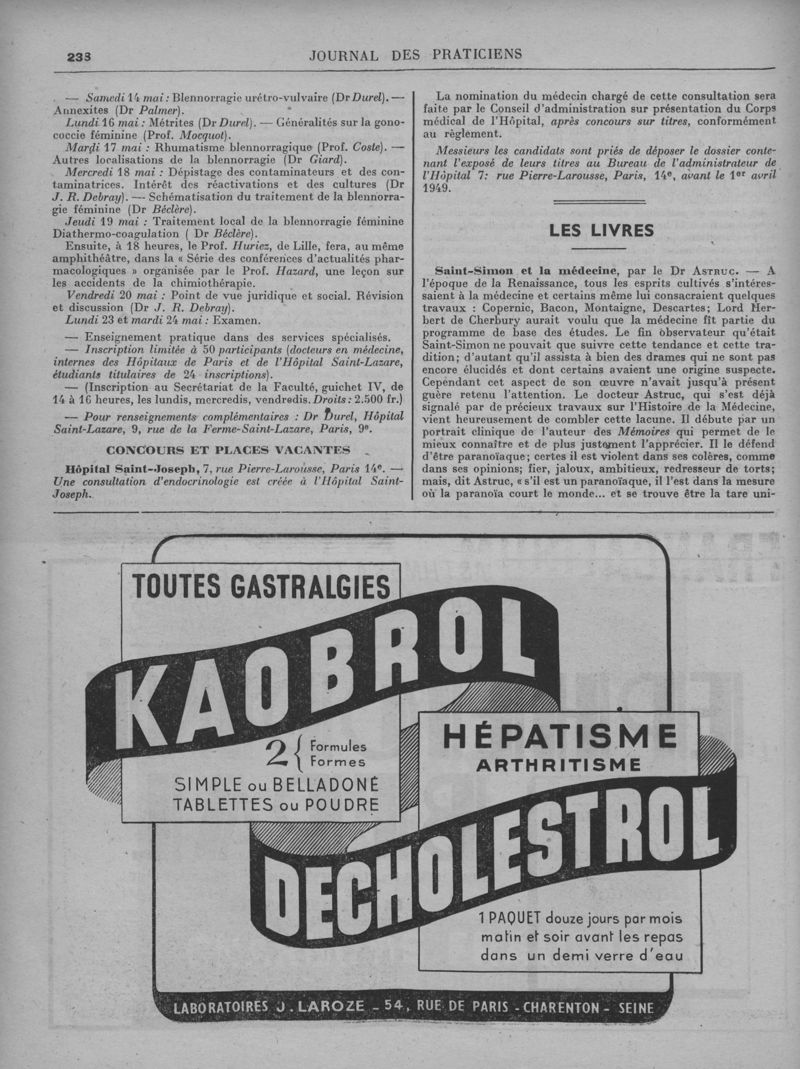 238
JOURNAL DES PRATICIENS
— Samedi 14 mai : Blennorragie urétro-vulvaire (Dr Durel). —
Annexites (Dr Palmer).
Lundi 16 mai : Métrites (Dr Durel). — Généralités sur la gono-
coccie féminine (Prof. Mocquot).
Mardi 17 mai : Rhumatisme blennorragique (Prof. Coste). —
Autres localisations de la blennorragie (Dr Giard).
Mercredi 18 mai : Dépistage des contaminateurs et des con-
taminatrices. Intérêt des réactivations et des cultures (Dr
J. R. Debray). — Schématisation du traitement de la blennorra-
gie féminine (Dr Béclère).
Jeudi 19 mai : Traitement local de la blennorragie féminine
Diathermo-coagulation ( Dr Béclère).
Ensuite, à 18 heures, le Prof. Huriez, de Lille, fera, au même
amphithéâtre, dans la « Série des conférences d'actualités phar-
macologiques » organisée par le Prof. Hazard, une leçon sur
les accidents de la chimiothérapie.
Vendredi 20 mai : Point de vue juridique et social. Révision
et discussion (Dr J. R. Debray).
Lundi 23 et mardi 24 mai : Examen.
— Enseignement pratique dans des services spécialisés.
— Inscription limitée à 50 participants (docteurs en médecine,
internes des Hôpitaux de Paris et de l'Hôpital Saint-Lazare,
étudiants titulaires de 24 inscriptions).
— (Inscription au Secrétariat de la Faculté, guichet IV, de
14 à 16 heures, les lundis, mercredis, vendredis. Droits : 2.500 fr.)
— Pour renseignements complémentaires : Dr Durel, Hôpital
Saint-Lazare, 9, rue de la Ferme-Saint-Lazare, Paris, 9e.
CONCOURS ET PLACES VACANTES
Hôpital Saint-Joseph, 7, rue Pierre-Larousse, Paris 14e. —
Une consultation d'endocrinologie est créée à l'Hôpital Saint-
Joseph.
La nomination du médecin chargé de cette consultation sera
faite par le Conseil d'administration sur présentation du Corps
médical de l'Hôpital, après concours sur titres, conformément
au règlement.
Messieurs les candidats sont priés de déposer le dossier conte-
nant l'exposé de leurs titres au Bureau de l'administrateur de
l'Hôpital 7: rue Pierre-Larousse, Paris, 14e, avant le 1er avril
1949.
LES LIVRES
Saint-Simon et la médecine, par le Dr ASTRUC. — A
l'époque de la Renaissance, tous les esprits cultivés s'intéres-
saient à la médecine et certains même lui consacraient quelques
travaux : Copernic, Bacon, Montaigne, Descartes; Lord Her-
bert de Cherbury aurait voulu que la médecine fît partie du
programme de base des études. Le fin observateur qu'était
Saint-Simon ne pouvait que suivre cette tendance et cette tra-
dition; d'autant qu'il assista à bien des drames qui ne sont pas
encore élucidés et dont certains avaient une origine suspecte.
Cependant cet aspect de son œuvre n'avait jusqu'à présent
guère retenu l'attention. Le docteur Astruc, qui s'est déjà
signalé par de précieux travaux sur l'Histoire de la Médecine,
vient heureusement de combler cette lacune. Il débute par un
portrait clinique de l'auteur des Mémoires qui permet de le
mieux connaître et de plus justement l'apprécier. Il le défend
d'être paranoïaque; certes il est violent dans ses colères, comme
dans ses opinions; fier, jaloux, ambitieux, redresseur de torts;
mais, dit Astruc, « s'il est un paranoïaque, il l'est dans la mesure
où la paranoïa court le monde... et se trouve être la tare uni-
TOUTES GASTRALGIES
KAOBROL
2 { Formules
Formes
SIMPLE ou BELLADONÉ
TABLETTES ou POUDRE
HÉPATISME
ARTHRITISME
DECHOLESTROL
1 PAQUET douze jours par mois
matin et soir avant les repas
dans un demi verre d'eau
LABORATOIRES J. LAROZE - 54, RUE DE PARIS - CHARENTON - SEINE